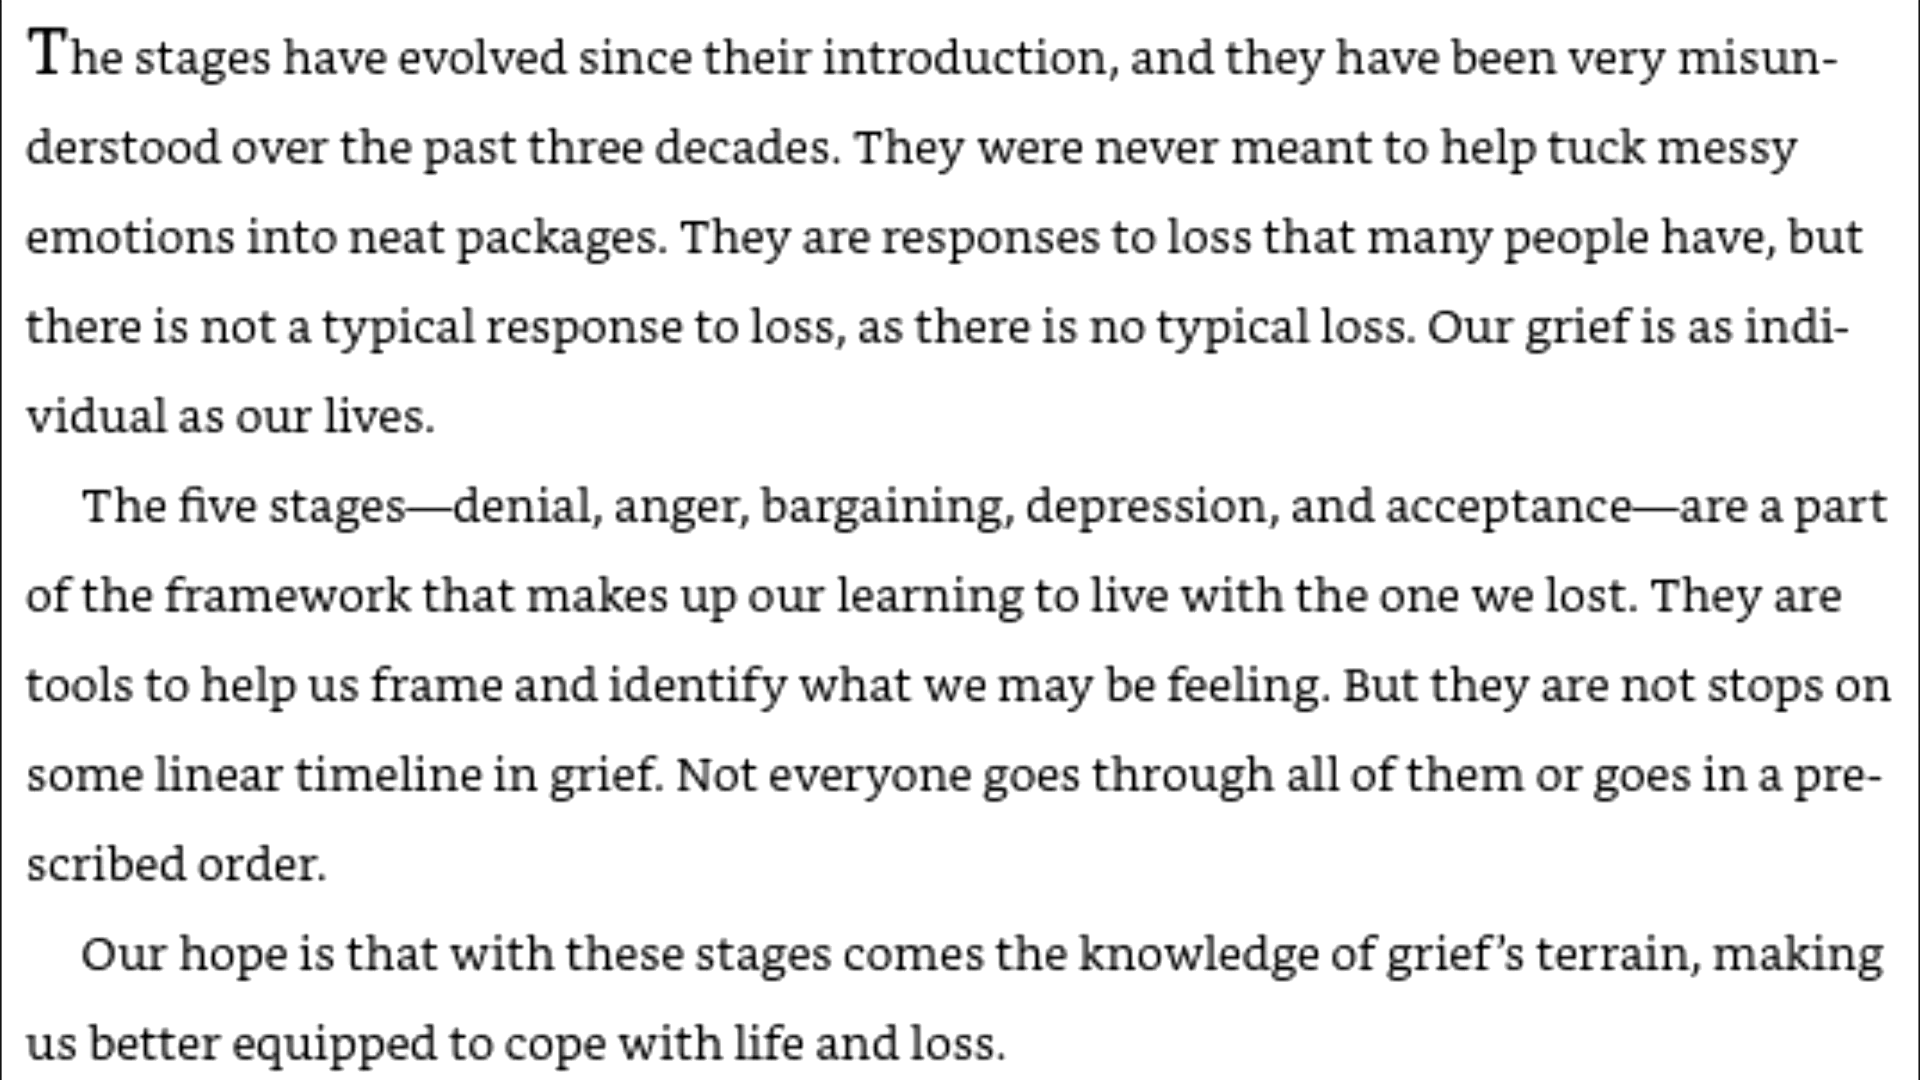 The stages have evolved since their introduction, and they have been very misun-
derstood over the past three decades. They were never meant to help tuck messy
emotions into neat packages. They are responses to loss that many people have, but
there is not a typical response to loss, as there is no typical loss. Our grief is as indi-
vidual as our lives.
The five stages—denial, anger, bargaining, depression, and acceptance—are a part
of the framework that makes up our learning to live with the one we lost. They are
tools to help us frame and identify what we may be feeling. But they are not stops on
some linear timeline in grief. Not everyone goes through all of them or goes in a pre-
scribed order.
Our hope is that with these stages comes the knowledge of grief’s terrain, making
us better equipped to cope with life and loss.